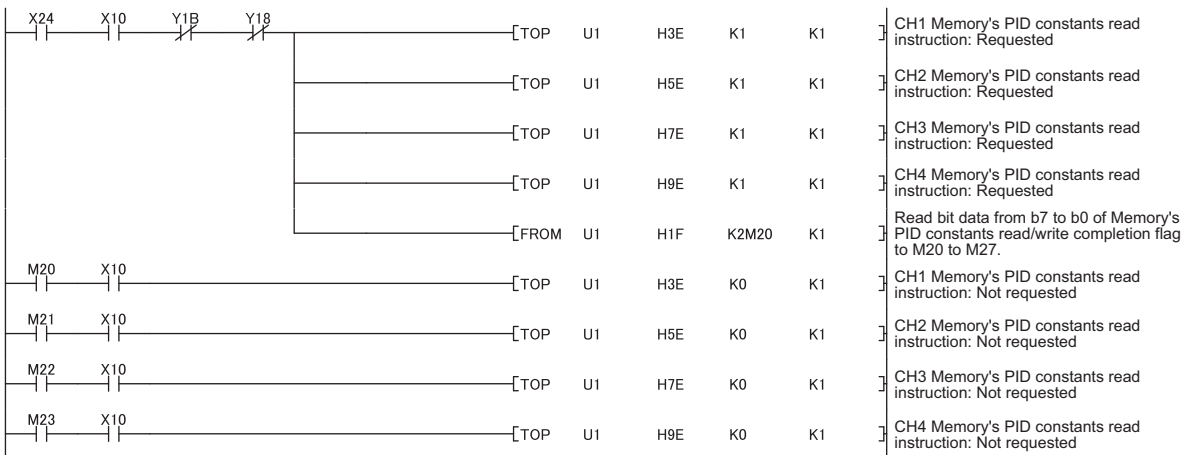 X24 X10 Y1B Y18
[TOP U1 H3E K1 K1 ] CH1 Memory's PID constants read
instruction: Requested
[TOP U1 H5E K1 K1 ] CH2 Memory's PID constants read
instruction: Requested
[TOP U1 H7E K1 K1 ] CH3 Memory's PID constants read
instruction: Requested
[TOP U1 H9E K1 K1 ] CH4 Memory's PID constants read
instruction: Requested
[FROM U1 H1F K2M20 K1 ] Read bit data from b7 to b0 of Memory's
PID constants read/write completion flag
to M20 to M27.
M20 X10
[TOP U1 H3E K0 K1 ] CH1 Memory's PID constants read
instruction: Not requested
M21 X10
[TOP U1 H5E K0 K1 ] CH2 Memory's PID constants read
instruction: Not requested
M22 X10
[TOP U1 H7E K0 K1 ] CH3 Memory's PID constants read
instruction: Not requested
M23 X10
[TOP U1 H9E K0 K1 ] CH4 Memory's PID constants read
instruction: Not requested